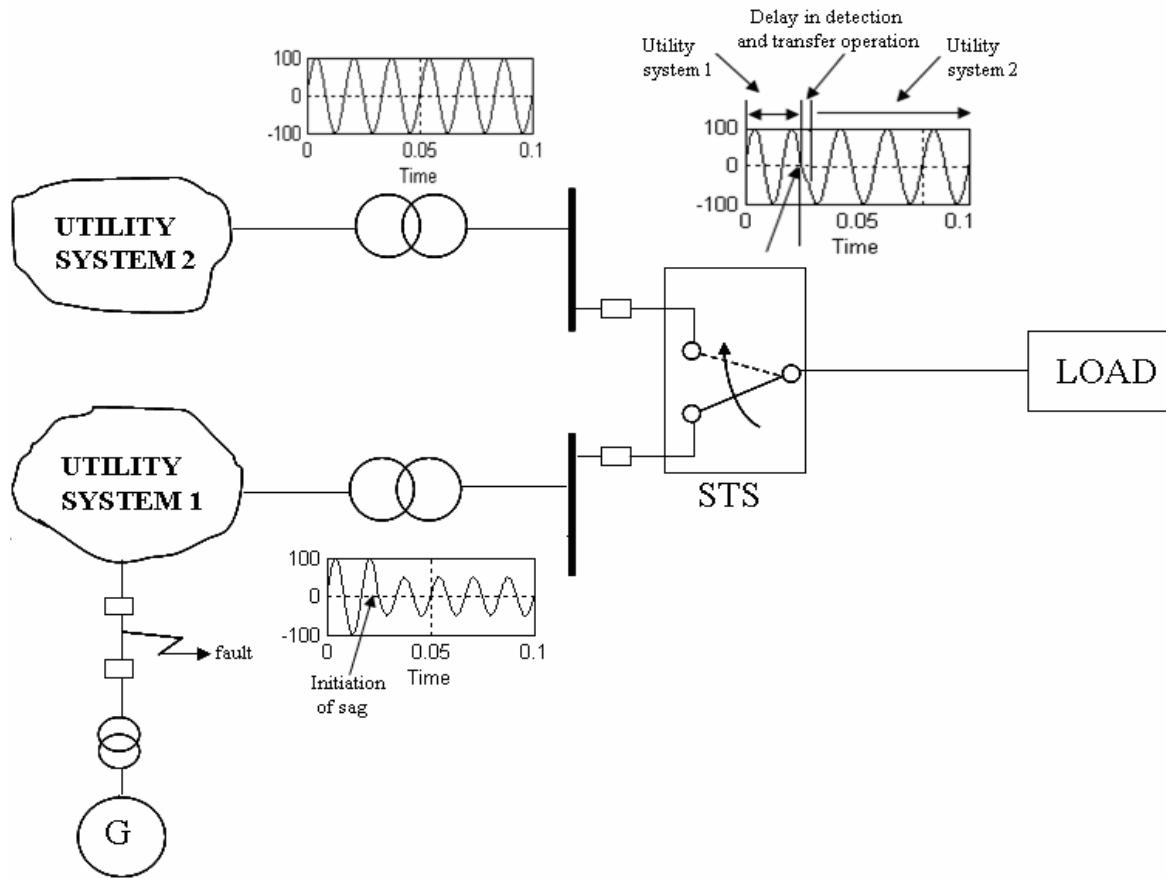 Delay in detection
and transfer operation
Utility
system 1
Utility
system 2
100
0
-100
0
0.05
0.1
Time
100
0
-100
0
0.05
0.1
Time
UTILITY
SYSTEM 2
LOAD
UTILITY
SYSTEM 1
STS
100
0
-100
0
0.05
0.1
Time
fault
Initiation
of sag
G